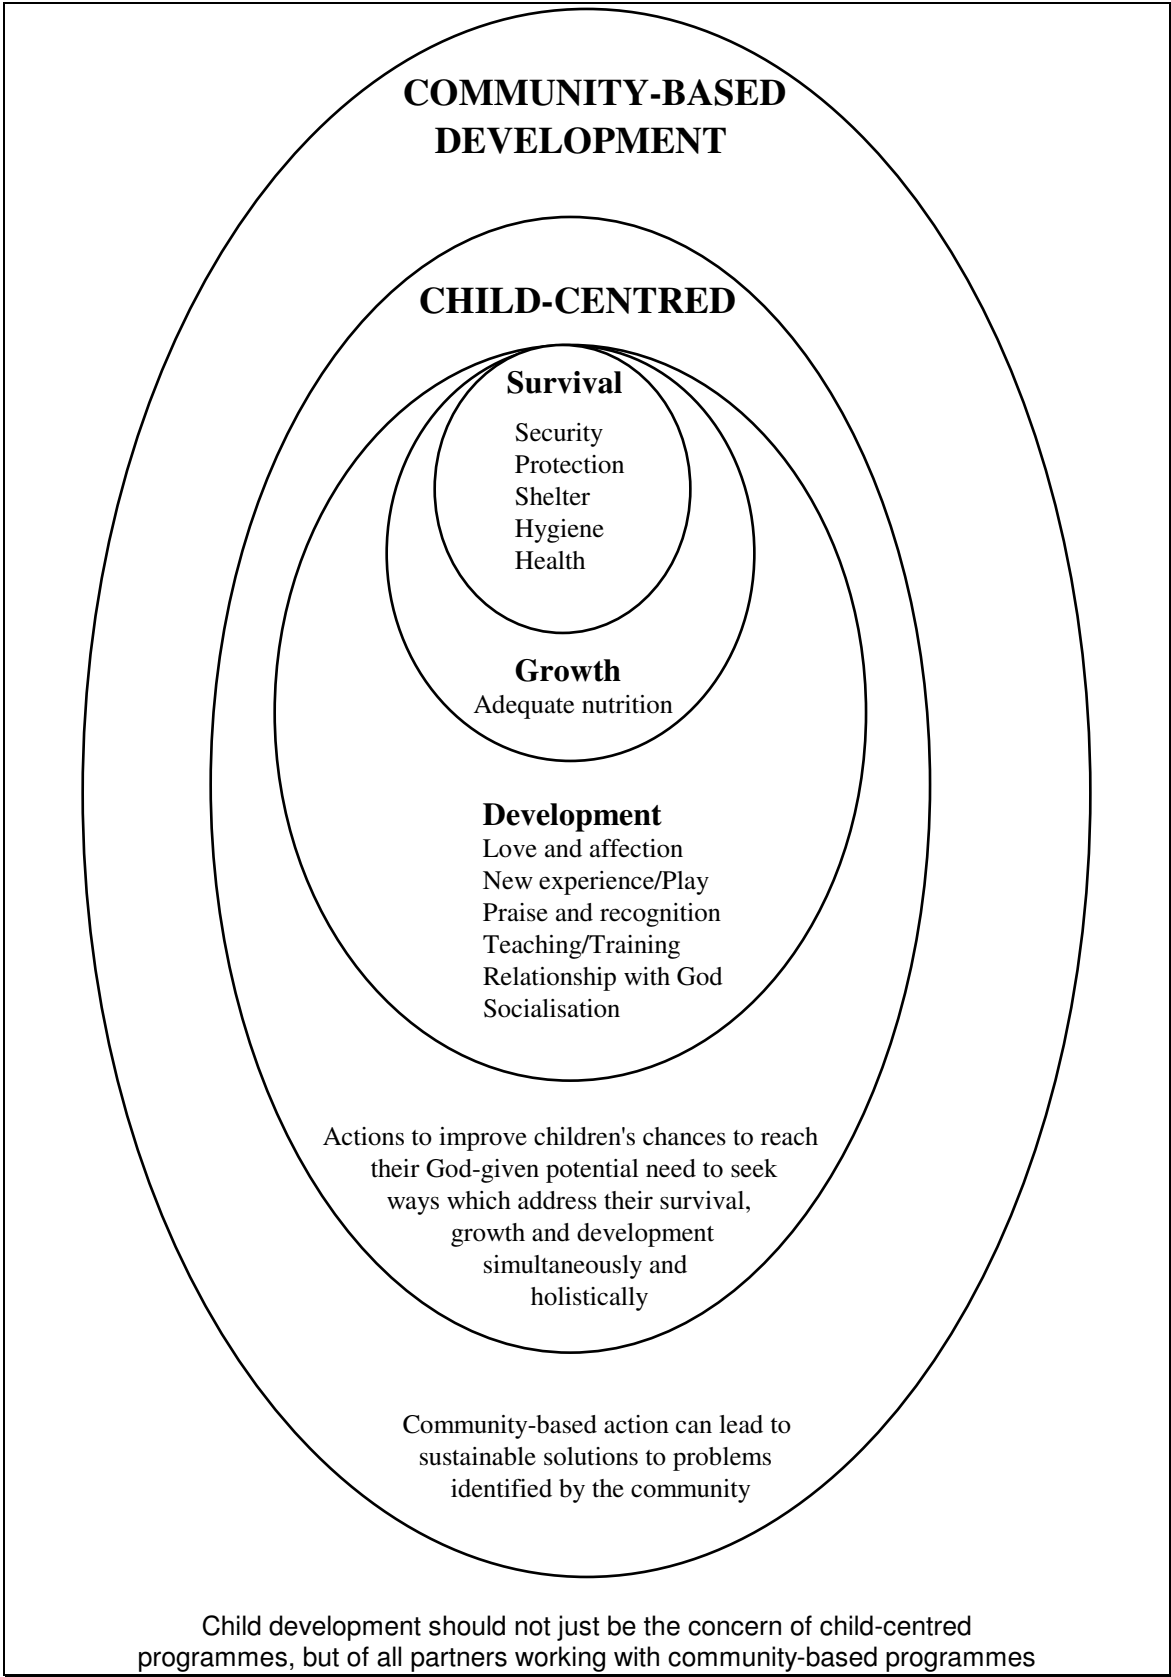 COMMUNITY-BASED
DEVELOPMENT
CHILD-CENTRED
Survival
Security
Protection
Shelter
Hygiene
Health
Growth
Adequate nutrition
Development
Love and affection
New experience/Play
Praise and recognition
Teaching/Training
Relationship with God
Socialisation
Actions to improve children's chances to reach
their God-given potential need to seek
ways which address their survival,
growth and development
simultaneously and
holistically
Community-based action can lead to
sustainable solutions to problems
identified by the community
Child development should not just be the concern of child-centred
programmes, but of all partners working with community-based programmes